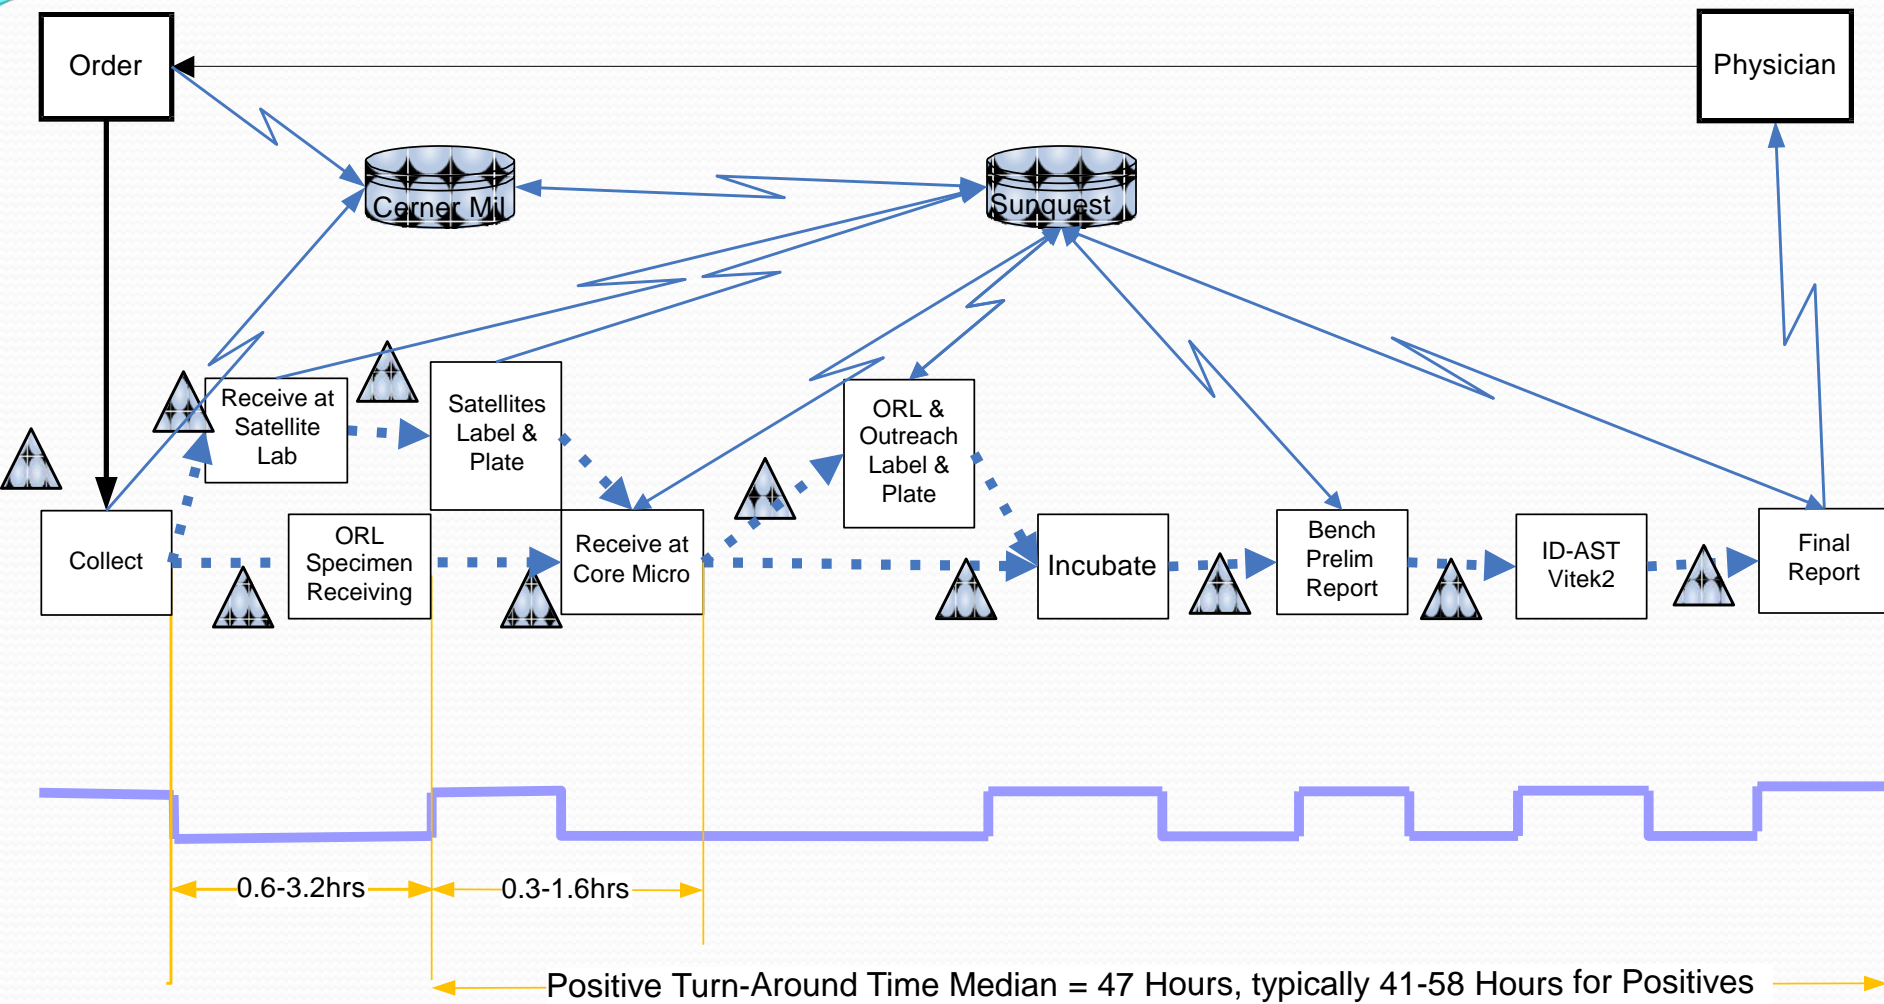 Order
Physician
Cerner Mil
Sunquest
Receive at
Satellite
Lab
Satellites
Label &
Plate
ORL &
Outreach
Label &
Plate
Collect
ORL
Specimen
Receiving
Receive at
Core Micro
Incubate
Bench
Prelim
Report
ID-AST
Vitek2
Final
Report
0.6-3.2hrs
0.3-1.6hrs
Positive Turn-Around Time Median = 47 Hours, typically 41-58 Hours for Positives